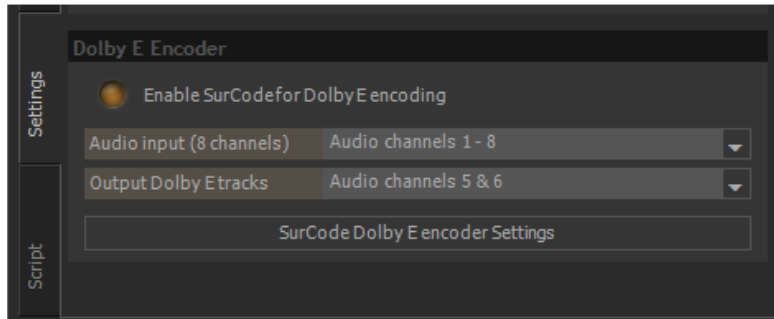 Dolby E Encoder
Settings
Enable SurCodefor DolbyE encoding
Audio input (8 channels) Audio channels 1 - 8
Output Dolby Etracks Audio channels 5 & 6
SurCode Dolby E encoder Settings
Script